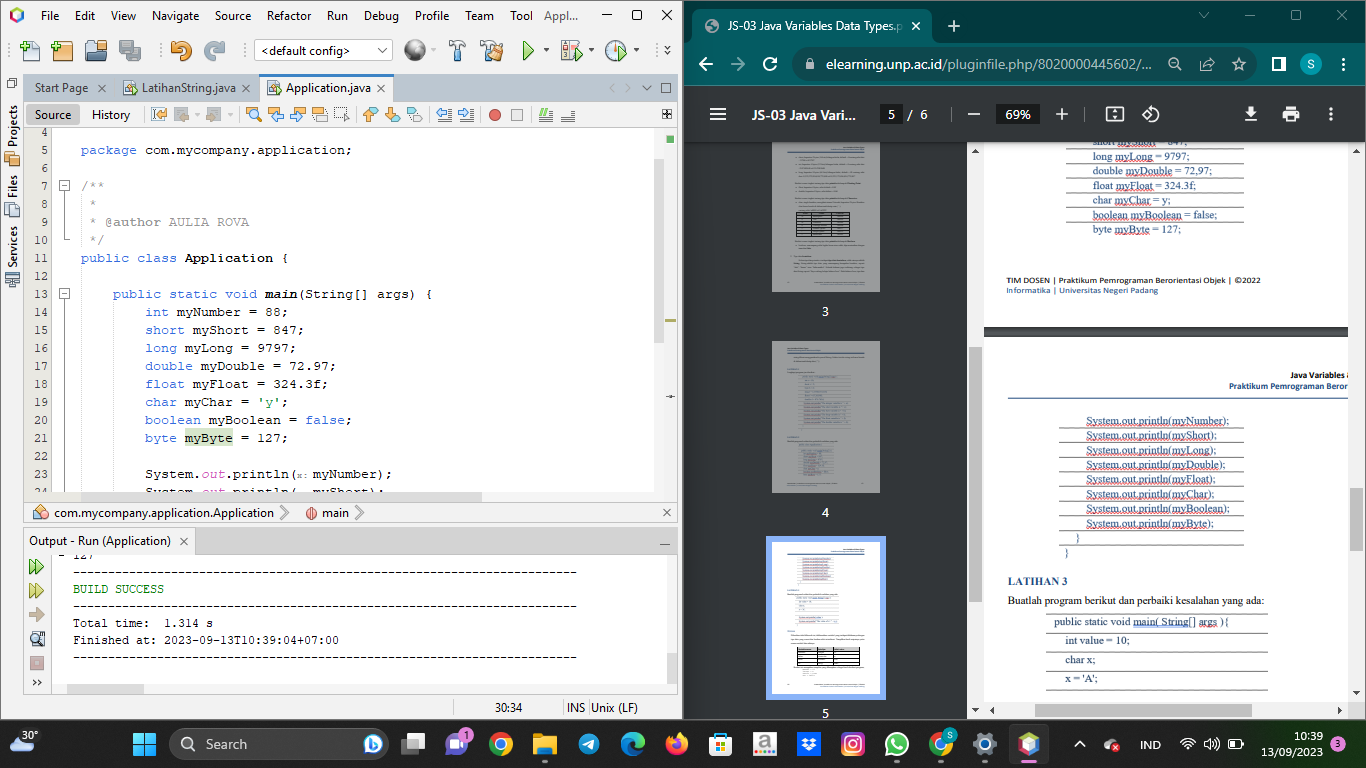 File Edit View Navigate Source Refactor Run Debug Profile Team Tool Appl...
<default config>
Start Page LatihanString.java Application.java
Source History
Projects
Files
Services
4
5 package com.mycompany.application;
6
7 /**
8 *
9 * @author AULIA ROVA
10 */
11 public class Application {
12
13 public static void main(String[] args) {
14 int myNumber = 88;
15 short myShort = 847;
16 long myLong = 9797;
17 double myDouble = 72.97;
18 float myFloat = 324.3f;
19 char myChar = 'y';
20 boolean myBoolean = false;
21 byte myByte = 127;
22
23 System.out.println(x: myNumber);
24 System.out.println( myShort);
com.mycompany.application.Application main
Output - Run (Application)
127
------------------------------------------------------------------------
BUILD SUCCESS
------------------------------------------------------------------------
Total time: 1.314 s
Finished at: 2023-09-13T10:39:04+07:00
------------------------------------------------------------------------
30:34 INS Unix (LF)
JS-03 Java Variables Data Types.p
elearning.unp.ac.id/pluginfile.php/8020000445602/...
S
JS-03 Java Vari... 5 / 6 69%
3
4
5
short myShort = 847;
long myLong = 9797;
double myDouble = 72,97;
float myFloat = 324.3f;
char myChar = y;
boolean myBoolean = false;
byte myByte = 127;
TIM DOSEN | Praktikum Pemrograman Berorientasi Objek | ©2022
Informatika | Universitas Negeri Padang
Java Variables
Praktikum Pemrograman Beror
System.out.println(myNumber);
System.out.println(myShort);
System.out.println(myLong);
System.out.println(myDouble);
System.out.println(myFloat);
System.out.println(myChar);
System.out.println(myBoolean);
System.out.println(myByte);
}
}
LATIHAN 3
Buatlah program berikut dan perbaiki kesalahan yang ada:
public static void main( String[] args ){
int value = 10;
char x;
x = 'A';
30°
Search
1
a
S
IND
10:39
13/09/2023
3